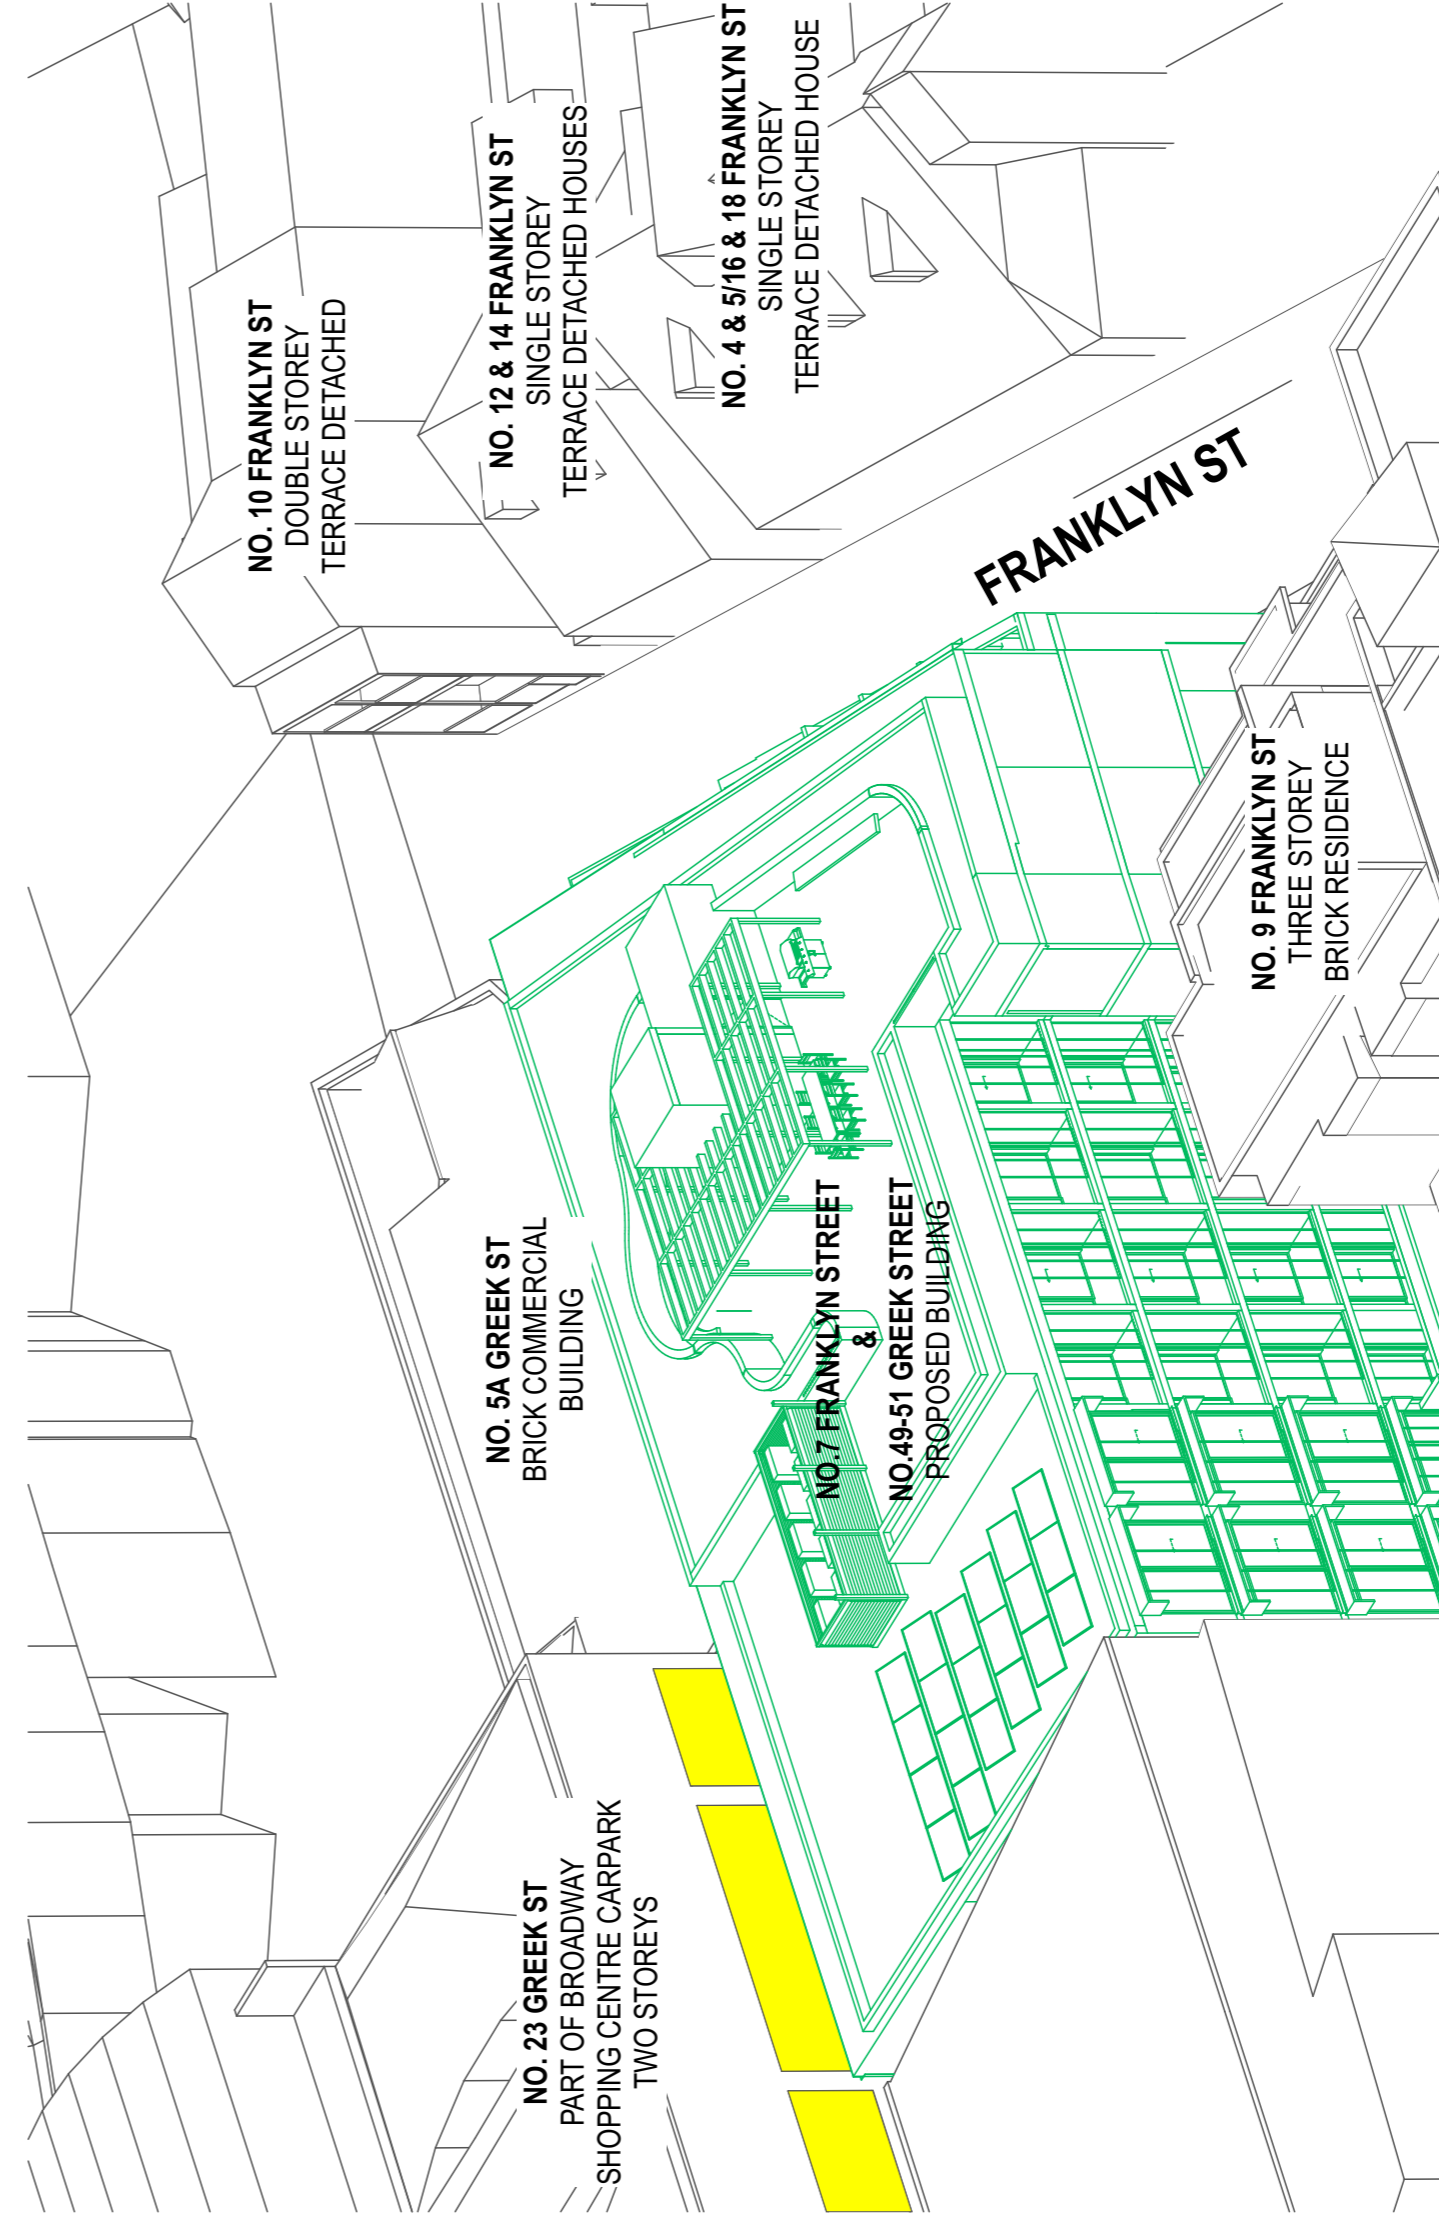 NO. 10 FRANKLYN ST
DOUBLE STOREY
TERRACE DETACHED
NO. 12 & 14 FRANKLYN ST
SINGLE STOREY
TERRACE DETACHED HOUSES
NO. 4 & 5/16 & 18 FRANKLYN ST
SINGLE STOREY
TERRACE DETACHED HOUSE
FRANKLYN ST
NO. 5A GREEK ST
BRICK COMMERCIAL
BUILDING
NO.7 FRANKLYN STREET
&
NO.49-51 GREEK STREET
PROPOSED BUILDING
NO. 9 FRANKLYN ST
THREE STOREY
BRICK RESIDENCE
NO. 23 GREEK ST
PART OF BROADWAY
SHOPPING CENTRE CARPARK
TWO STOREYS